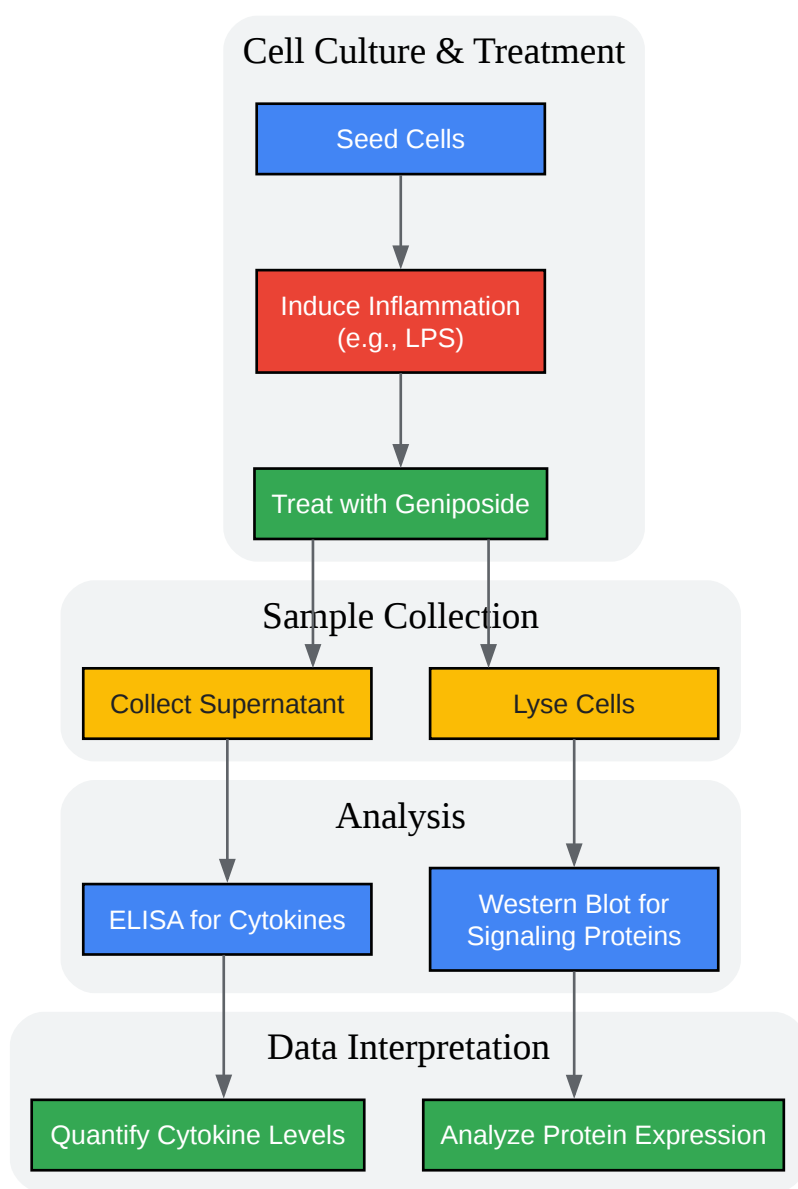 Cell Culture & Treatment
Seed Cells
Induce Inflammation
(e.g., LPS)
Treat with Geniposide
Sample Collection
Collect Supernatant
Lyse Cells
Analysis
ELISA for Cytokines
Western Blot for
Signaling Proteins
Data Interpretation
Quantify Cytokine Levels
Analyze Protein Expression